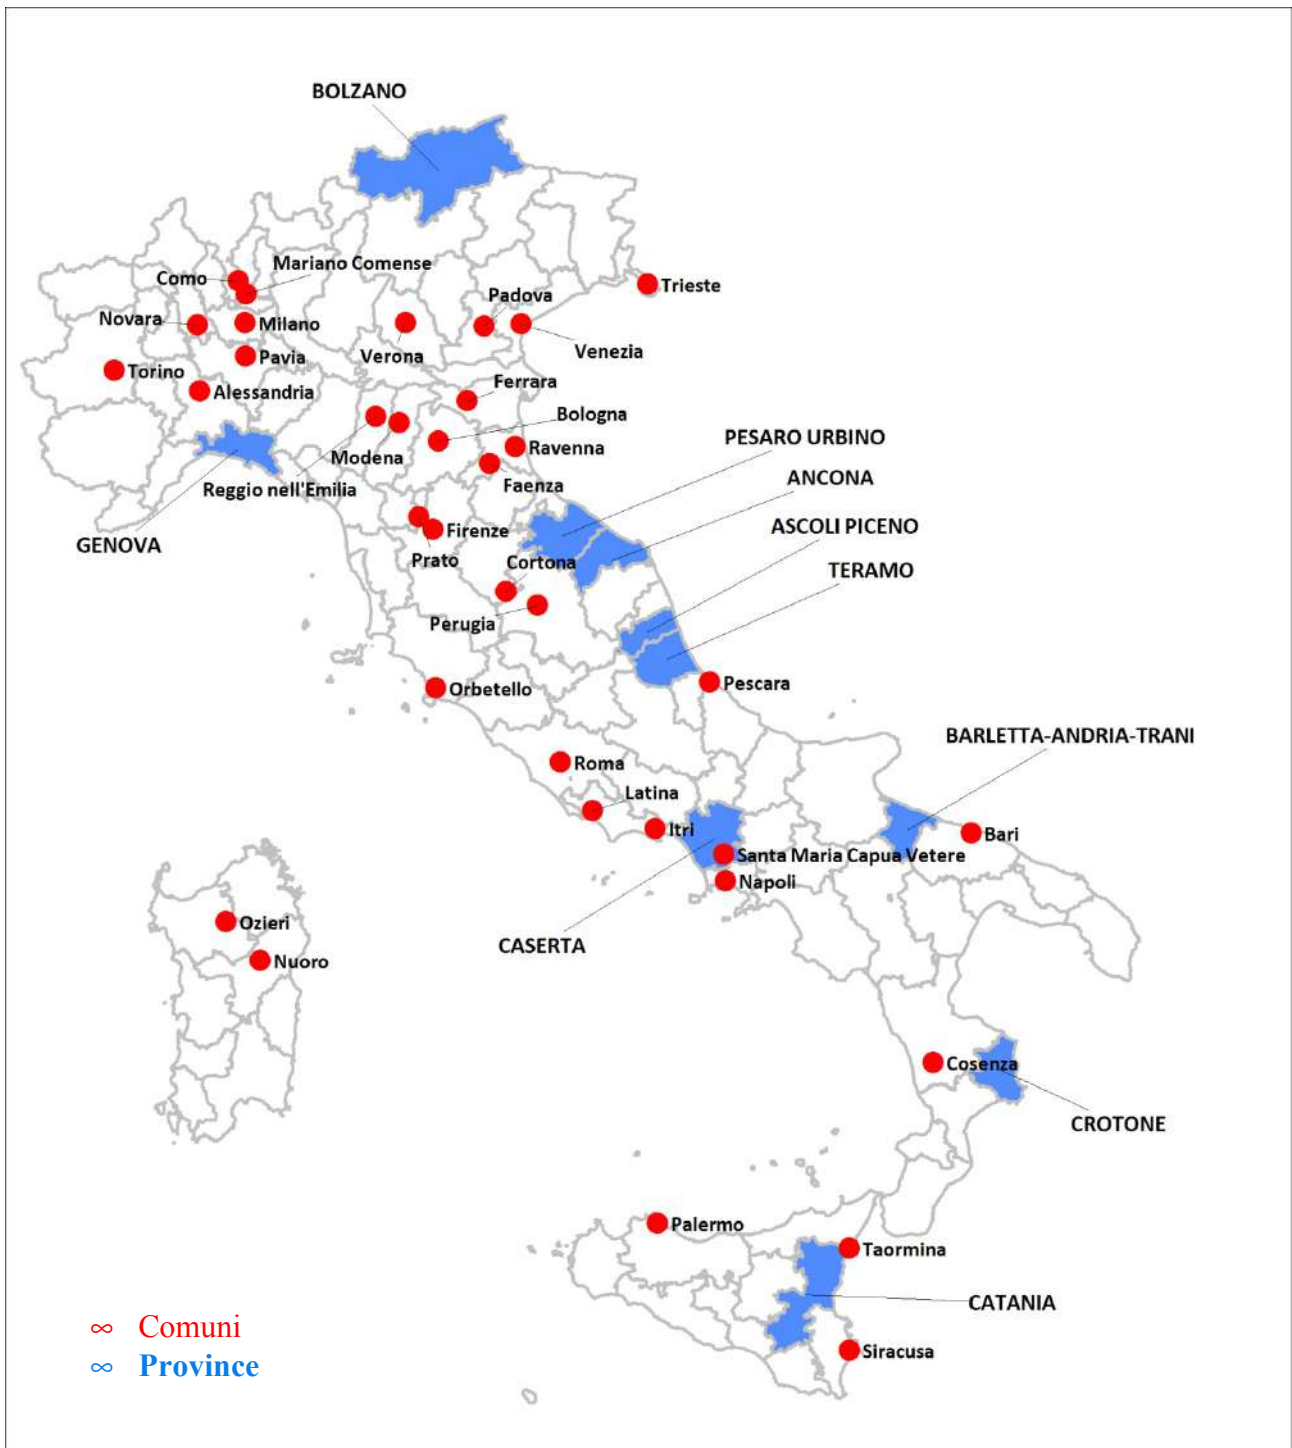 BOLZANO
Mariano Comense
Como
Trieste
Padova
Novara
Milano
Venezia
Verona
Pavia
Torino
Alessandria
Ferrara
Bologna
PESARO URBINO
Ravenna
Modena
ANCONA
Faenza
Reggio nell'Emilia
ASCOLI PICENO
Firenze
GENOVA
Prato
Cortona
TERAMO
Perugia
Pescara
Orbetello
BARLETTA-ANDRIA-TRANI
Roma
Latina
Itri
Bari
Santa Maria Capua Vetere
Napoli
Ozieri
CASERTA
Nuoro
Cosenza
CROTONE
Palermo
Taormina
CATANIA
∞ Comuni
Siracusa
∞ Province